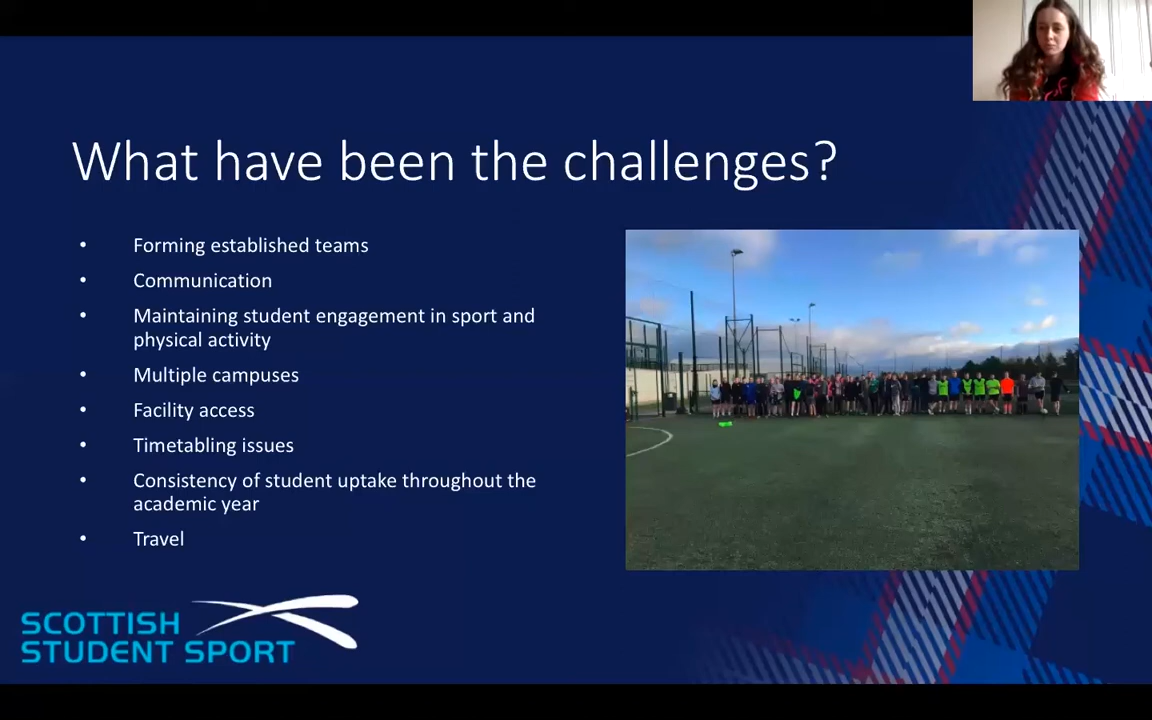 What have been the challenges?
• Forming established teams
• Communication
• Maintaining student engagement in sport and
physical activity
• Multiple campuses
• Facility access
• Timetabling issues
• Consistency of student uptake throughout the
academic year
• Travel
SCOTTISH
STUDENT SPORT